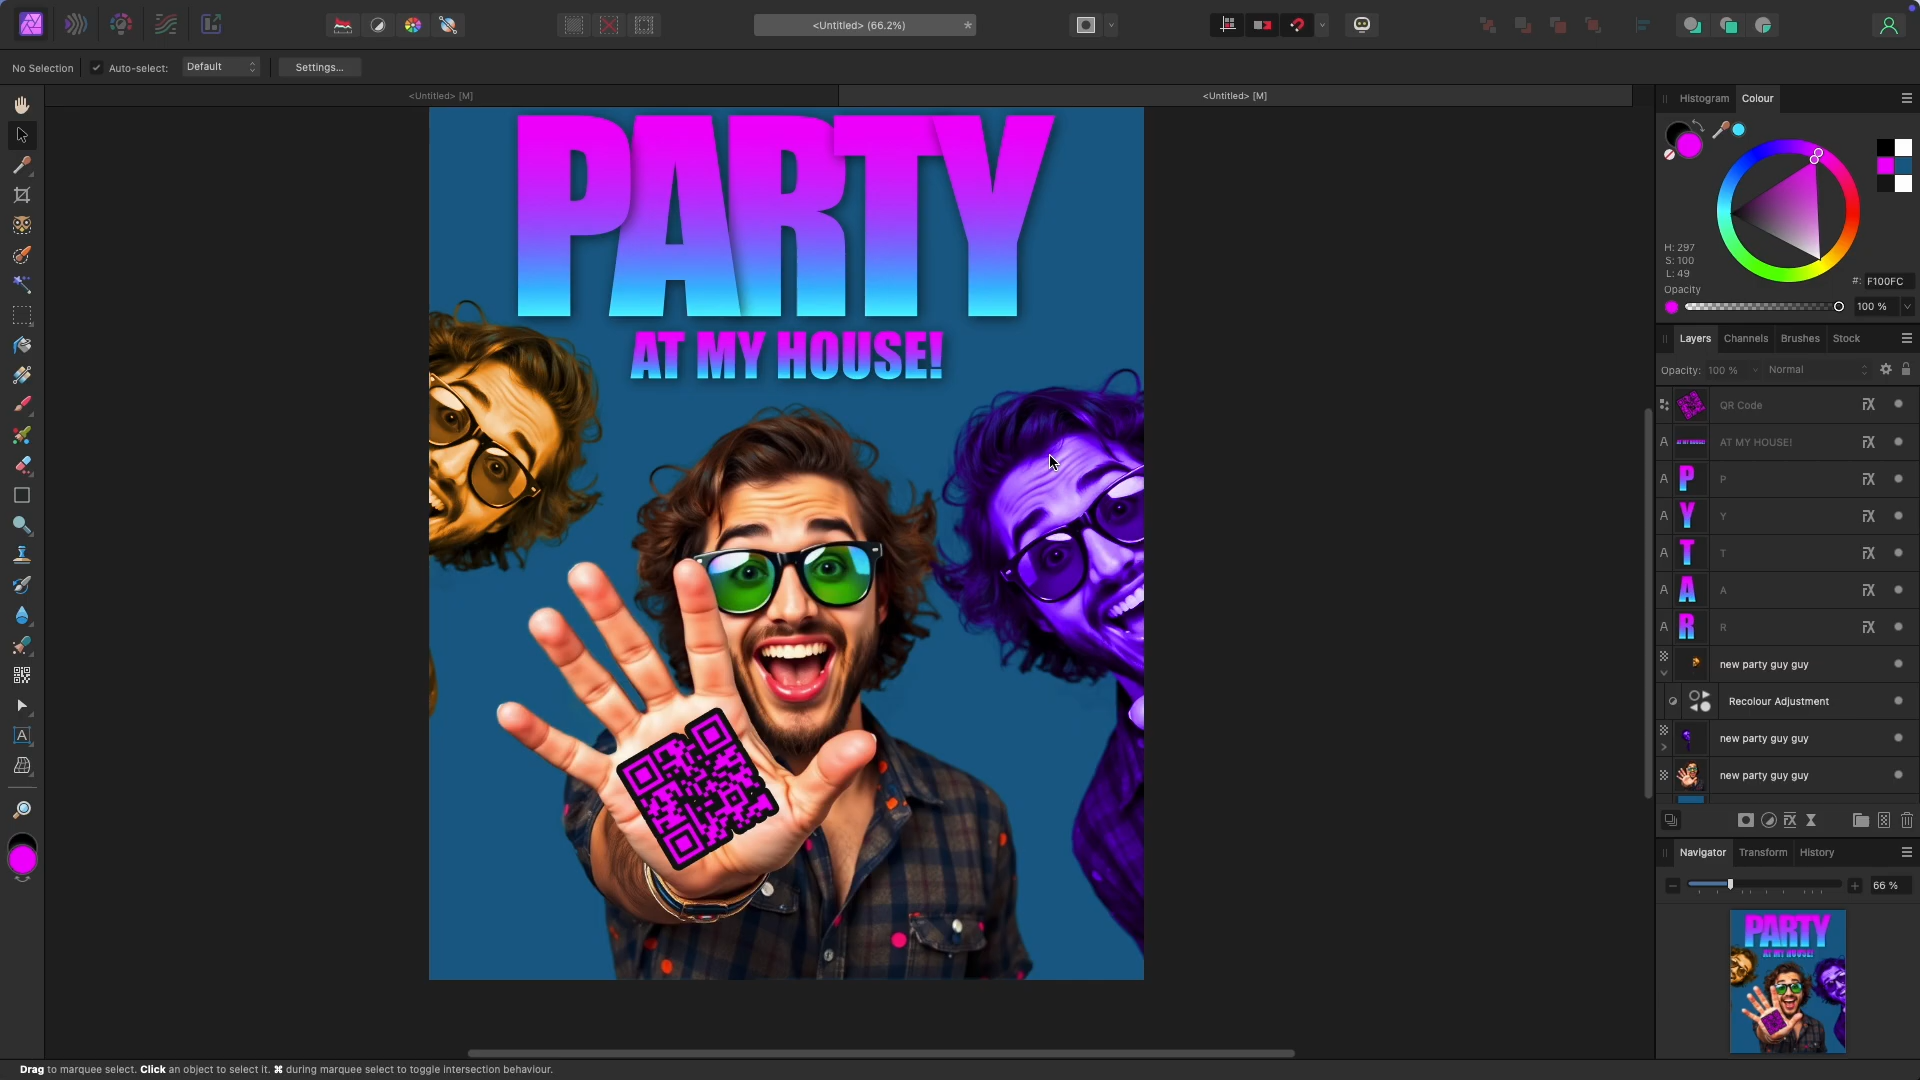 <Untitled> (66.2%)
*
No Selection
Auto-select:
Default
Settings...
<Untitled> [M]
<Untitled> [M]
PARTY
AT MY HOUSE!
Histogram
Colour
H: 297
S: 100
L: 49
#: F100FC
Opacity
100 %
Layers
Channels
Brushes
Stock
Opacity: 100 %
Normal
QR Code
A AT MY HOUSE!
A P P
A Y Y
A T T
A A A
A R R
new party guy guy
Recolour Adjustment
new party guy guy
new party guy guy
Navigator
Transform
History
66 %
PARTY
AT MY HOUSE!
Drag to marquee select. Click an object to select it. ⌘ during marquee select to toggle intersection behaviour.